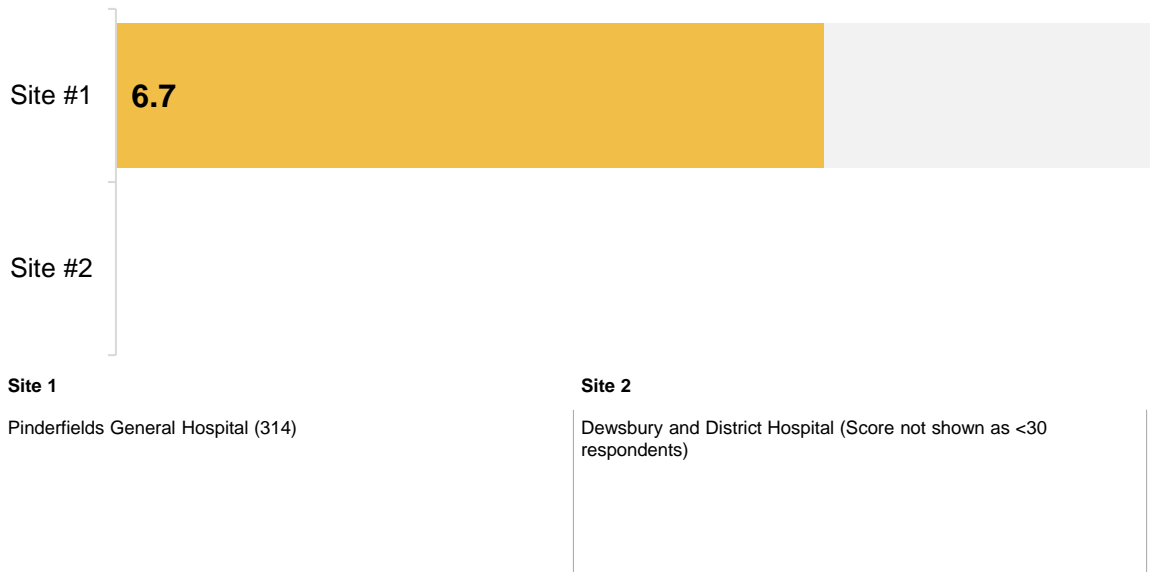 Site #1
6.7
Site #2
Site 1
Site 2
Pinderfields General Hospital (314)
Dewsbury and District Hospital (Score not shown as <30
respondents)